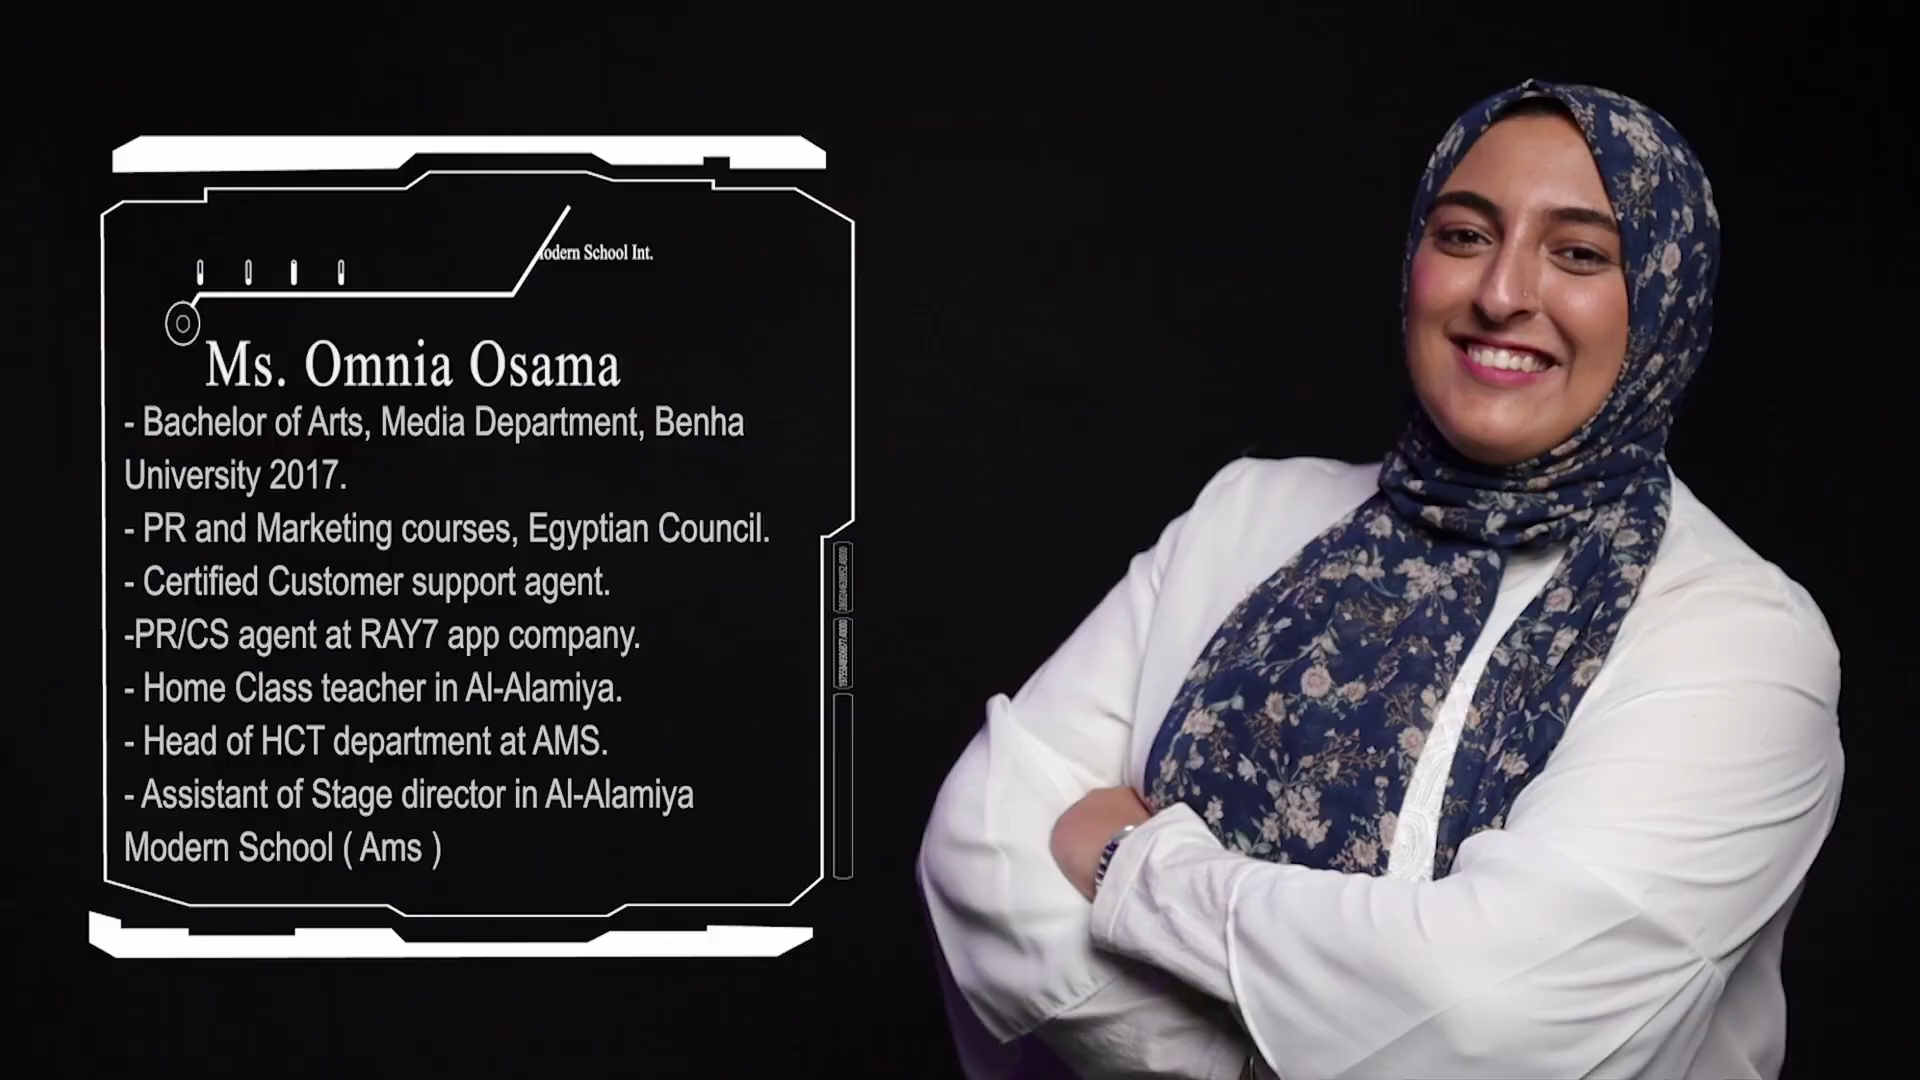 odern School Int.
Ms. Omnia Osama
- Bachelor of Arts, Media Department, Benha
University 2017.
- PR and Marketing courses, Egyptian Council.
- Certified Customer support agent.
-PR/CS agent at RAY7 app company.
- Home Class teacher in Al-Alamiya.
- Head of HCT department at AMS.
- Assistant of Stage director in Al-Alamiya
Modern School ( Ams )